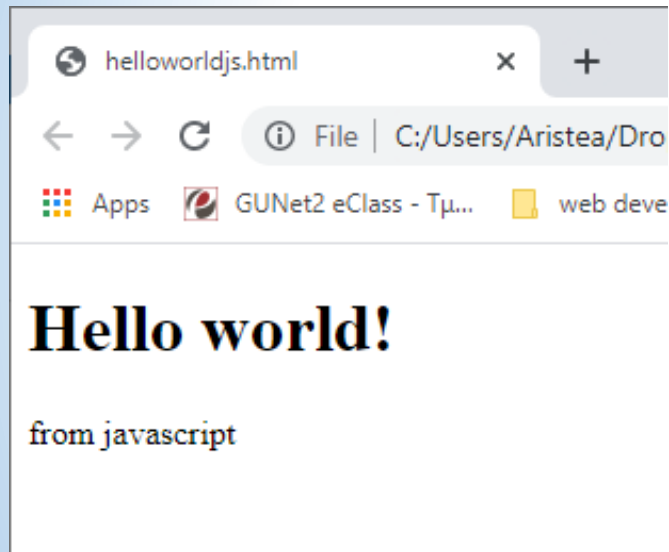 helloworldjs.html
File C:/Users/Aristea/Dro
Apps GUNet2 eClass - Τμ... web deve
Hello world!
from javascript